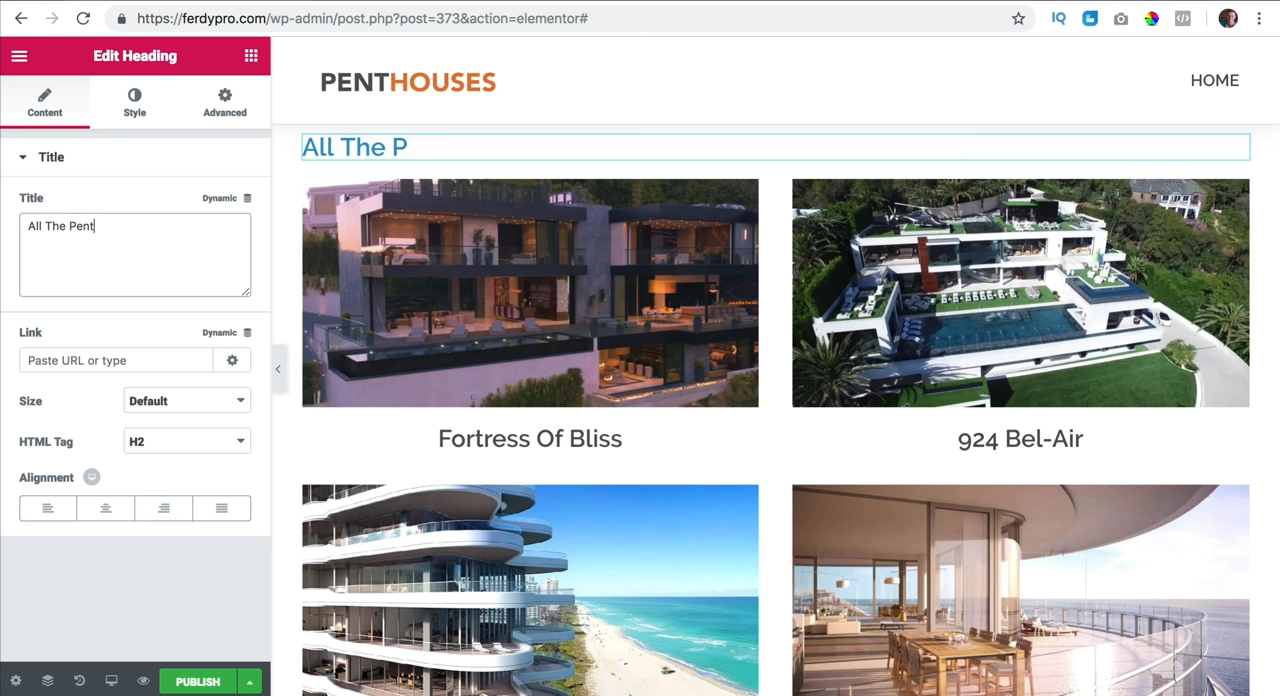 https://ferdypro.com/wp-admin/post.php?post=373&action=elementor#
IQ
Edit Heading
Content
Style
Advanced
Title
Title
Dynamic
All The Pent
Link
Dynamic
Paste URL or type
Size
Default
HTML Tag
H2
Alignment
PUBLISH
PENTHOUSES
HOME
All The P
Fortress Of Bliss
924 Bel-Air